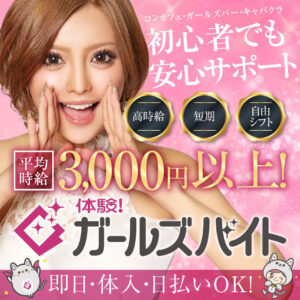 コンカフェ・ガールズバー・キャバクラ
初心者でも
安心サポート
高時給
短期
自由
シフト
平均
時給
3,000円以上!
体験!
ガールズバイト
即日・体入・日払いOK!